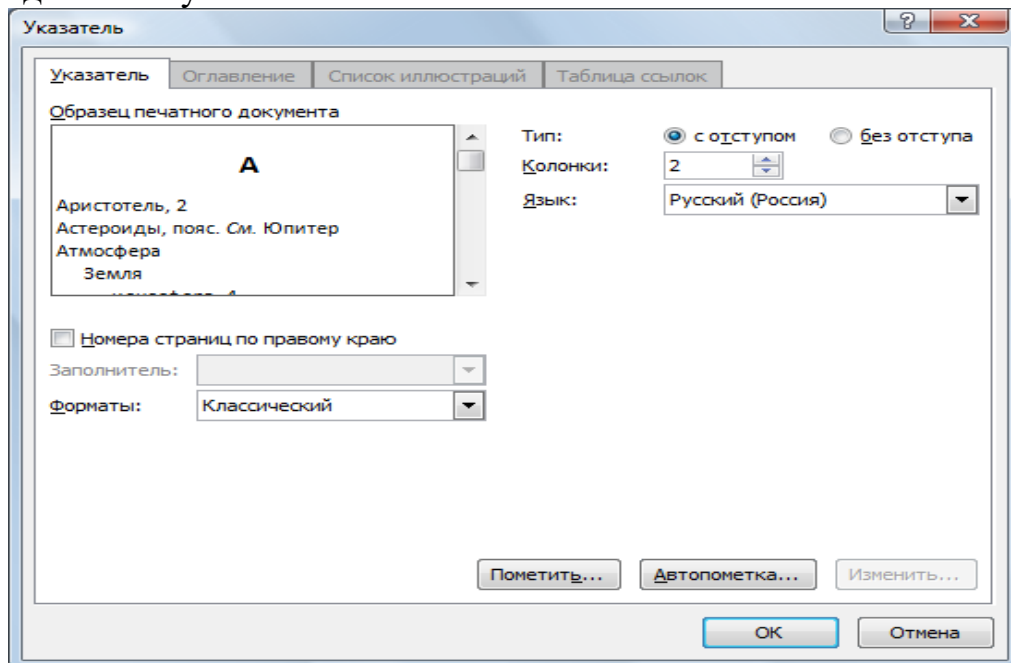 Указатель
Указатель Оглавление Список иллюстраций Таблица ссылок
Образец печатного документа
А
Аристотель, 2
Астероиды, пояс. См. Юпитер
Атмосфера
Земля
Тип: с отступом без отступа
Колонки: 2
Язык: Русский (Россия)
Номера страниц по правому краю
Заполнитель:
Форматы: Классический
Пометить... Автопометка... Изменить...
ОК Отмена